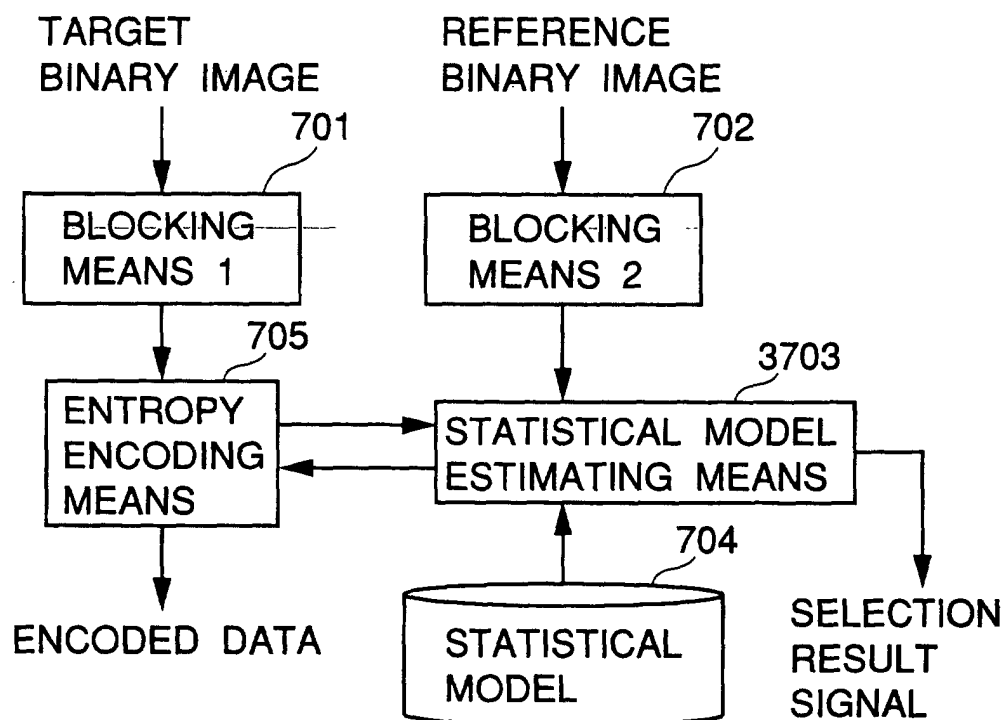 TARGET
BINARY IMAGE
REFERENCE
BINARY IMAGE
701
702
BLOCKING
MEANS 1
BLOCKING
MEANS 2
705
3703
ENTROPY
ENCODING
MEANS
STATISTICAL MODEL
ESTIMATING MEANS
704
ENCODED DATA
STATISTICAL
MODEL
SELECTION
RESULT
SIGNAL